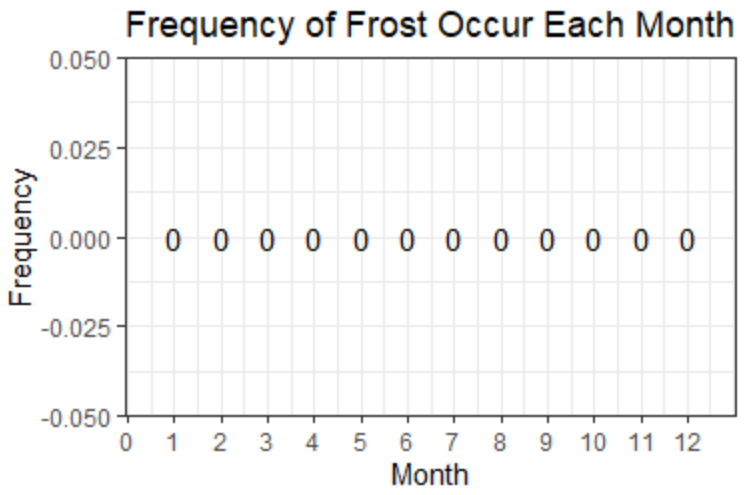 Frequency of Frost Occur Each Month
0.050
0.025
0.000
-0.025
-0.050
Frequency
0 0 0 0 0 0 0 0 0 0 0 0
0 1 2 3 4 5 6 7 8 9 10 11 12
Month